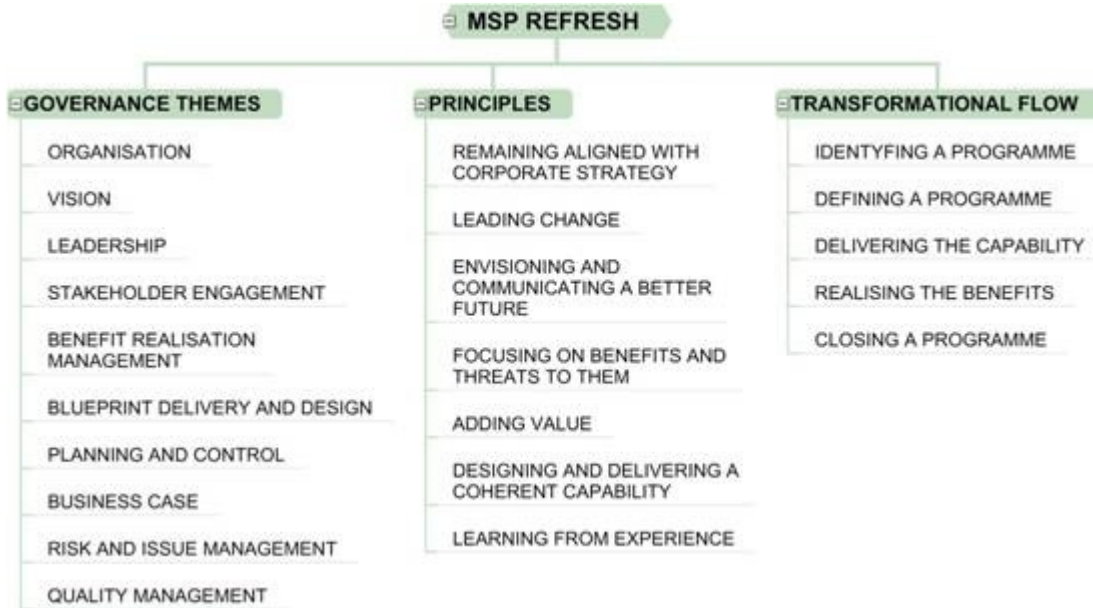 MSP REFRESH
GOVERNANCE THEMES
ORGANISATION
VISION
LEADERSHIP
STAKEHOLDER ENGAGEMENT
BENEFIT REALISATION
MANAGEMENT
BLUEPRINT DELIVERY AND DESIGN
PLANNING AND CONTROL
BUSINESS CASE
RISK AND ISSUE MANAGEMENT
QUALITY MANAGEMENT
PRINCIPLES
REMAINING ALIGNED WITH
CORPORATE STRATEGY
LEADING CHANGE
ENVISIONING AND
COMMUNICATING A BETTER
FUTURE
FOCUSING ON BENEFITS AND
THREATS TO THEM
ADDING VALUE
DESIGNING AND DELIVERING A
COHERENT CAPABILITY
LEARNING FROM EXPERIENCE
TRANSFORMATIONAL FLOW
IDENTYFING A PROGRAMME
DEFINING A PROGRAMME
DELIVERING THE CAPABILITY
REALISING THE BENEFITS
CLOSING A PROGRAMME